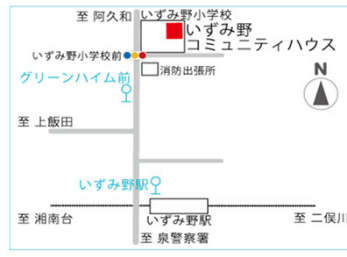 至 阿久和
いずみ野小学校
いずみ野
コミュニティハウス
いずみ野小学校前
消防出張所
グリーンハイム前
N
至 上飯田
いずみ野駅
至 湘南台
いずみ野駅
至 二俣川
至 泉警察署